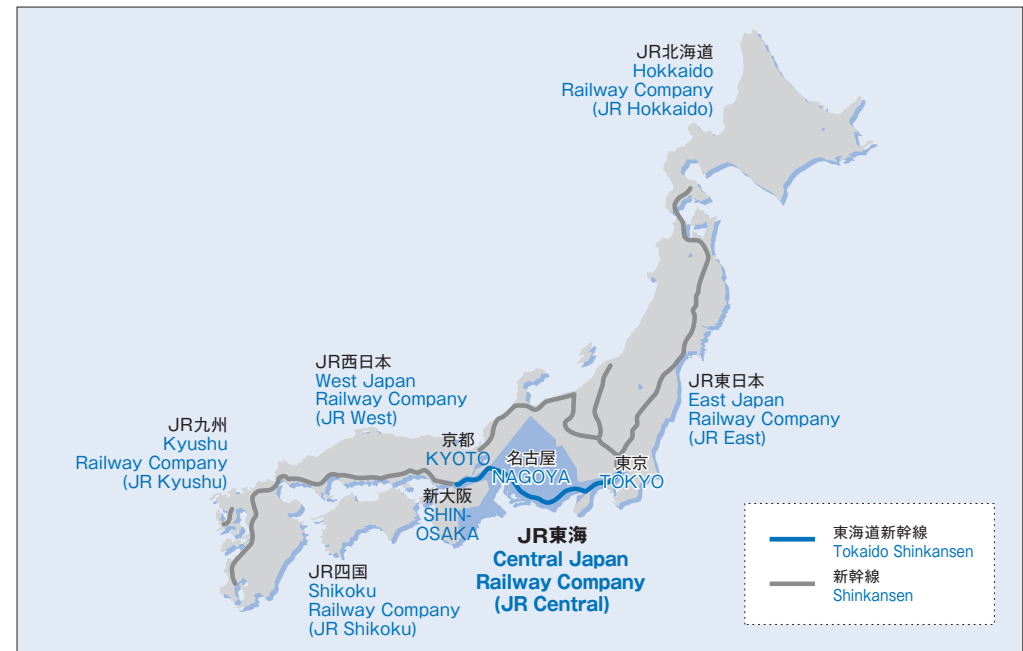 JR北海道
Hokkaido
Railway Company
(JR Hokkaido)
JR西日本
West Japan
Railway Company
(JR West)
JR東日本
East Japan
Railway Company
(JR East)
JR九州
Kyushu
Railway Company
(JR Kyushu)
京都
KYOTO
名古屋
NAGOYA
東京
TOKYO
新大阪
SHIN-
OSAKA
JR東海
Central Japan
Railway Company
(JR Central)
JR四国
Shikoku
Railway Company
(JR Shikoku)
東海道新幹線
Tokaido Shinkansen
新幹線
Shinkansen